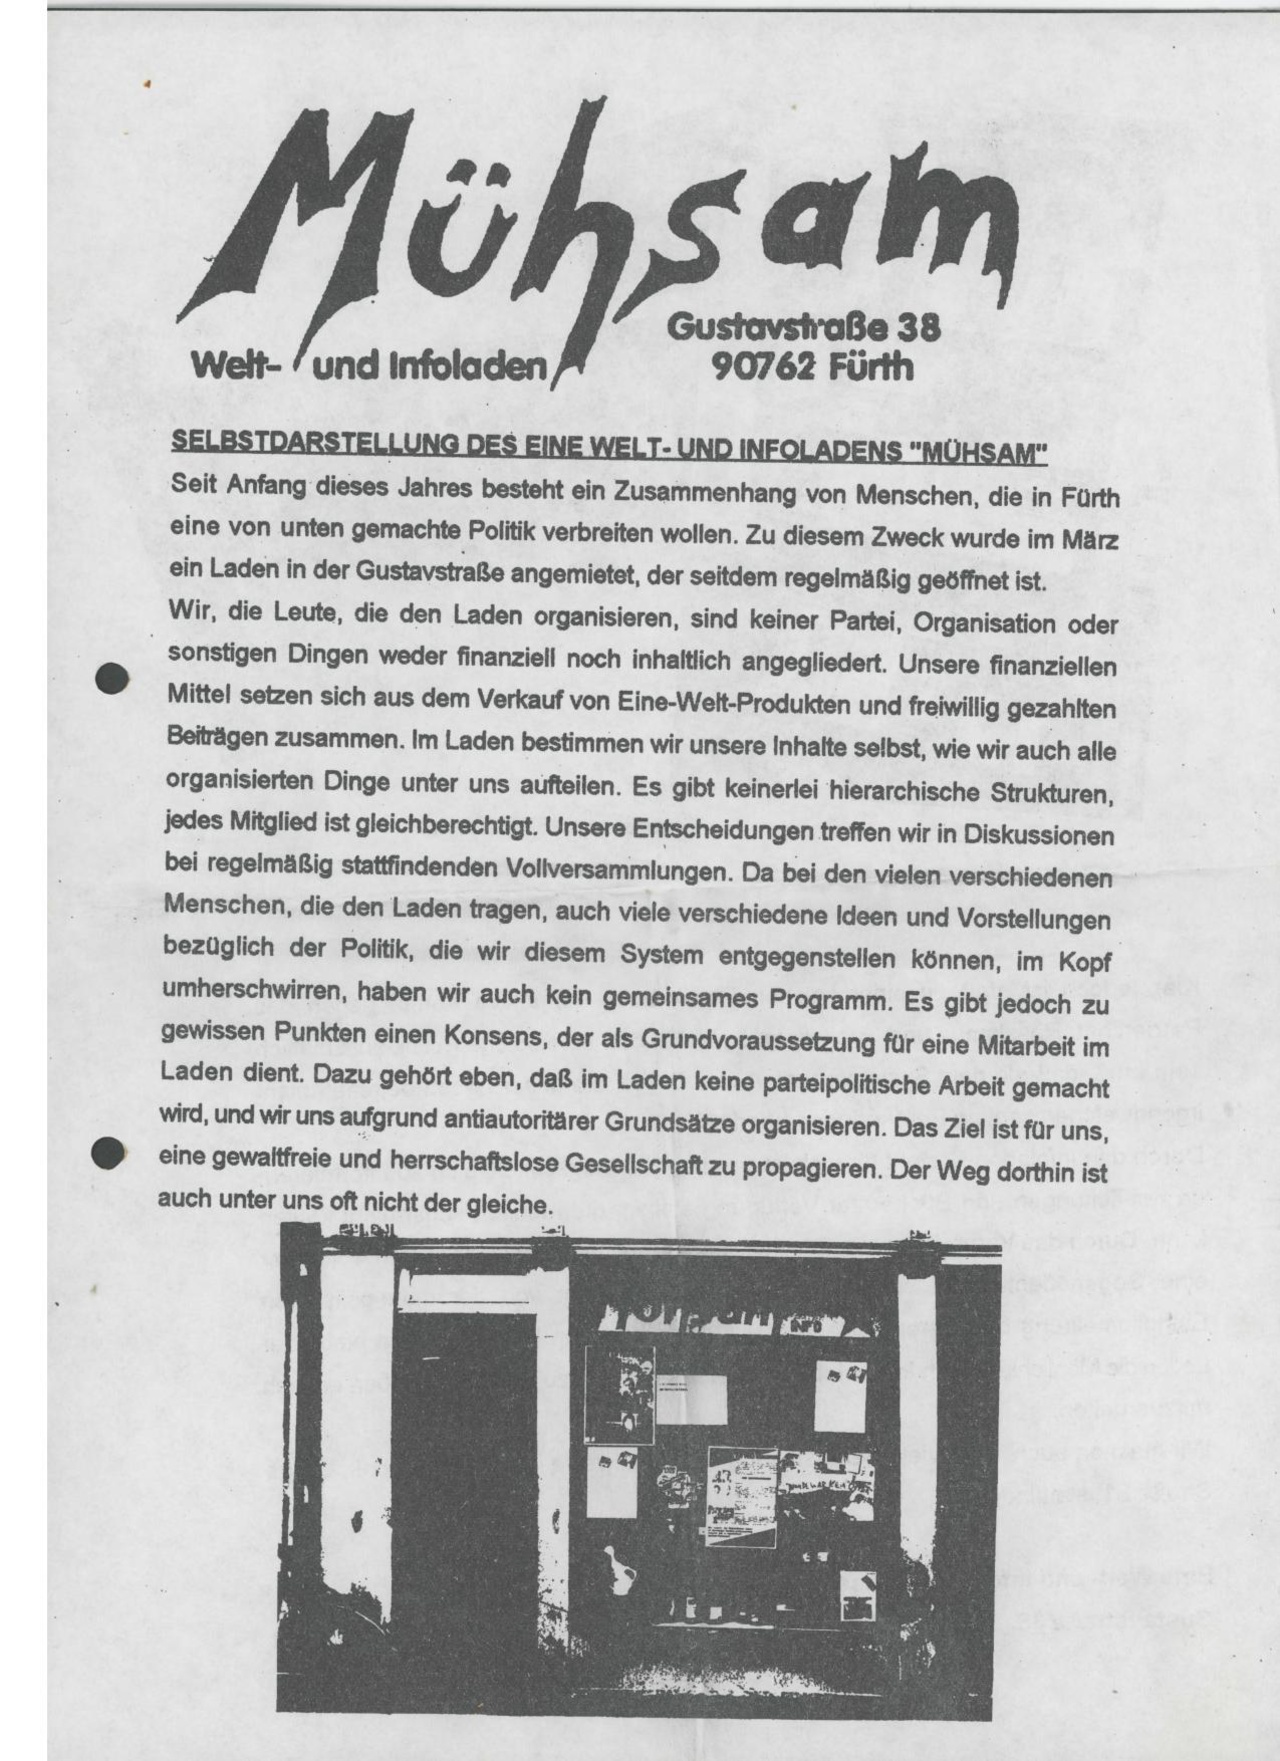 Mühsam
Gustavstraße 38
Welt- und Infoladen
90762 Fürth
SELBSTDARSTELLUNG DES EINE WELT- UND INFOLADENS "MÜHSAM"
Seit Anfang dieses Jahres besteht ein Zusammenhang von Menschen, die in Fürth
eine von unten gemachte Politik verbreiten wollen. Zu diesem Zweck wurde im März
ein Laden in der Gustavstraße angemietet, der seitdem regelmäßig geöffnet ist.
Wir, die Leute, die den Laden organisieren, sind keiner Partei, Organisation oder
sonstigen Dingen weder finanziell noch inhaltlich angegliedert. Unsere finanziellen
Mittel setzen sich aus dem Verkauf von Eine-Welt-Produkten und freiwillig gezahlten
Beiträgen zusammen. Im Laden bestimmen wir unsere Inhalte selbst, wie wir auch alle
organisierten Dinge unter uns aufteilen. Es gibt keinerlei hierarchische Strukturen,
jedes Mitglied ist gleichberechtigt. Unsere Entscheidungen treffen wir in Diskussionen
bei regelmäßig stattfindenden Vollversammlungen. Da bei den vielen verschiedenen
Menschen, die den Laden tragen, auch viele verschiedene Ideen und Vorstellungen
bezüglich der Politik, die wir diesem System entgegenstellen können, im Kopf
umherschwirren, haben wir auch kein gemeinsames Programm. Es gibt jedoch zu
gewissen Punkten einen Konsens, der als Grundvoraussetzung für eine Mitarbeit im
Laden dient. Dazu gehört eben, daß im Laden keine parteipolitische Arbeit gemacht
wird, und wir uns aufgrund antiautoritärer Grundsätze organisieren. Das Ziel ist für uns,
eine gewaltfreie und herrschaftslose Gesellschaft zu propagieren. Der Weg dorthin ist
auch unter uns oft nicht der gleiche.
INFO